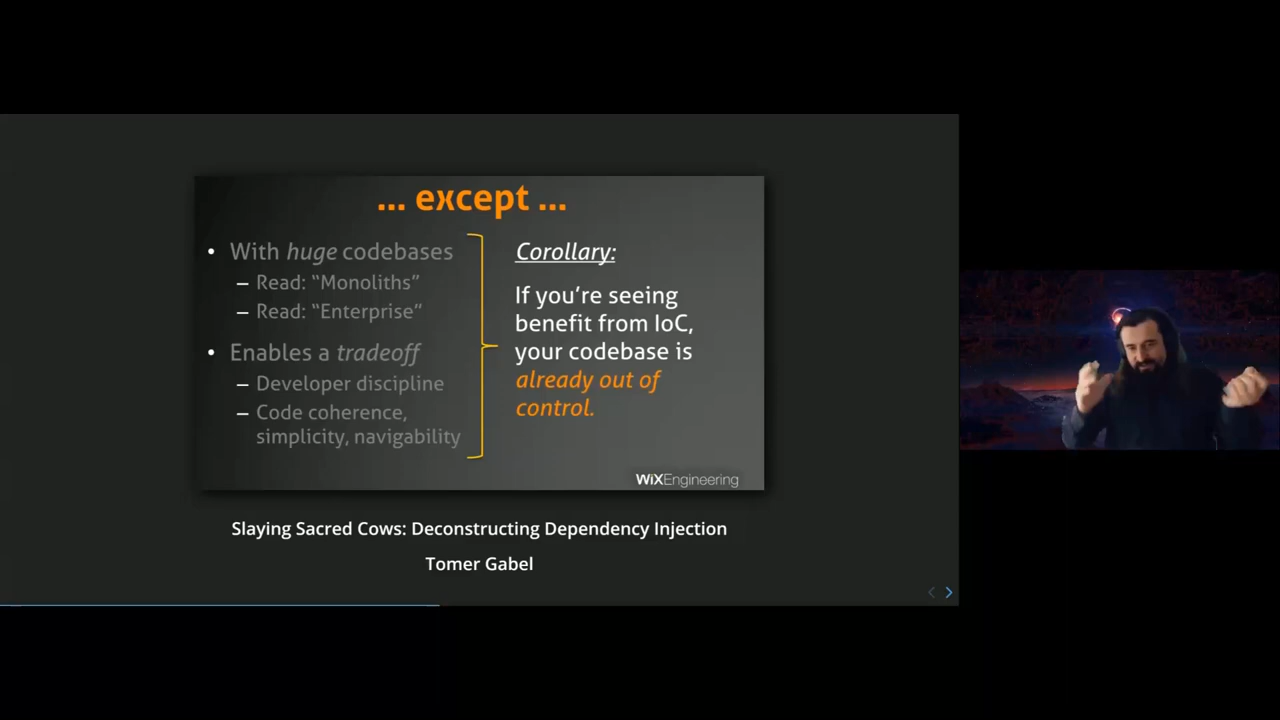 ... except ...
• With huge codebases
– Read: “Monoliths”
– Read: “Enterprise”
• Enables a tradeoff
– Developer discipline
– Code coherence,
simplicity, navigability
Corollary:
If you’re seeing
benefit from IoC,
your codebase is
already out of
control.
WiXEngineering
Slaying Sacred Cows: Deconstructing Dependency Injection
Tomer Gabel